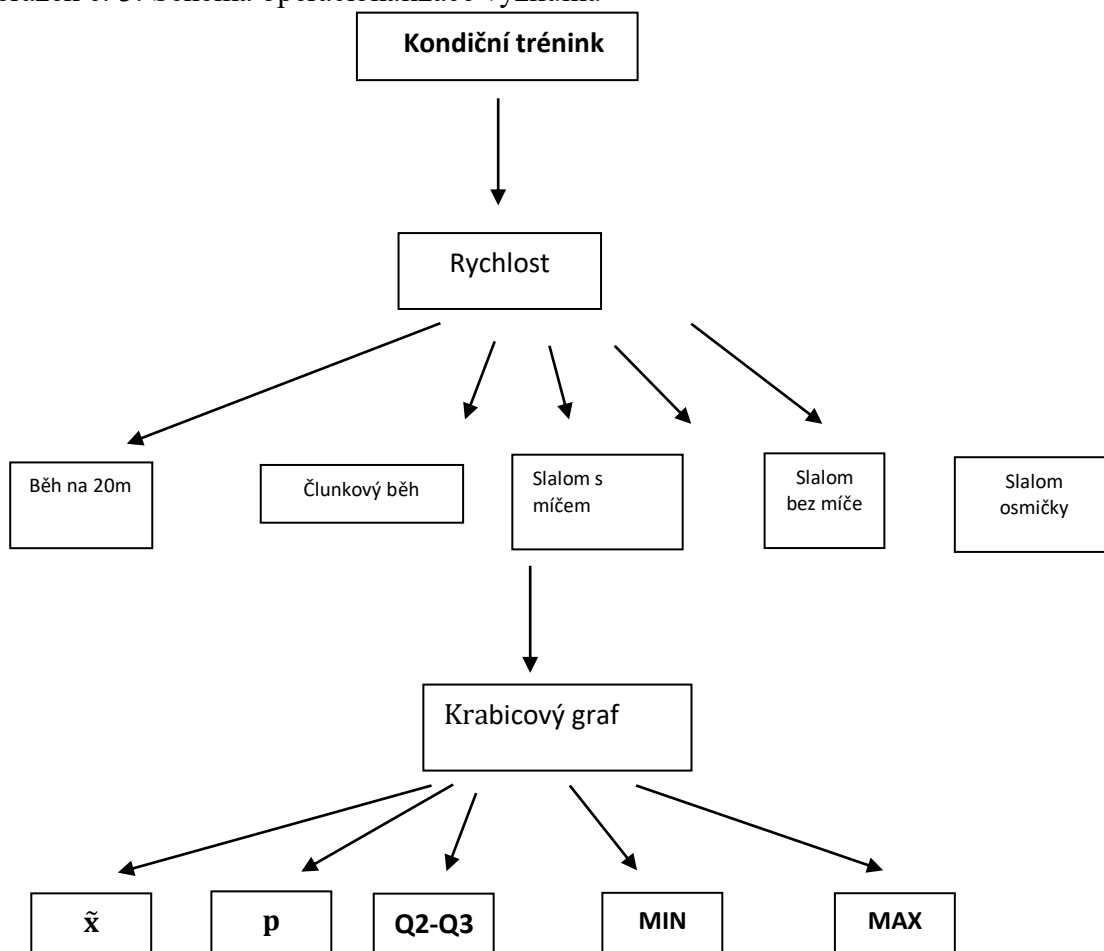 Kondiční trénink
Rychlost
Běh na 20m
Člunkový běh
Slalom s
míčem
Slalom
bez míče
Slalom
osmičky
Krabicový graf
x̃
p
Q2-Q3
MIN
MAX